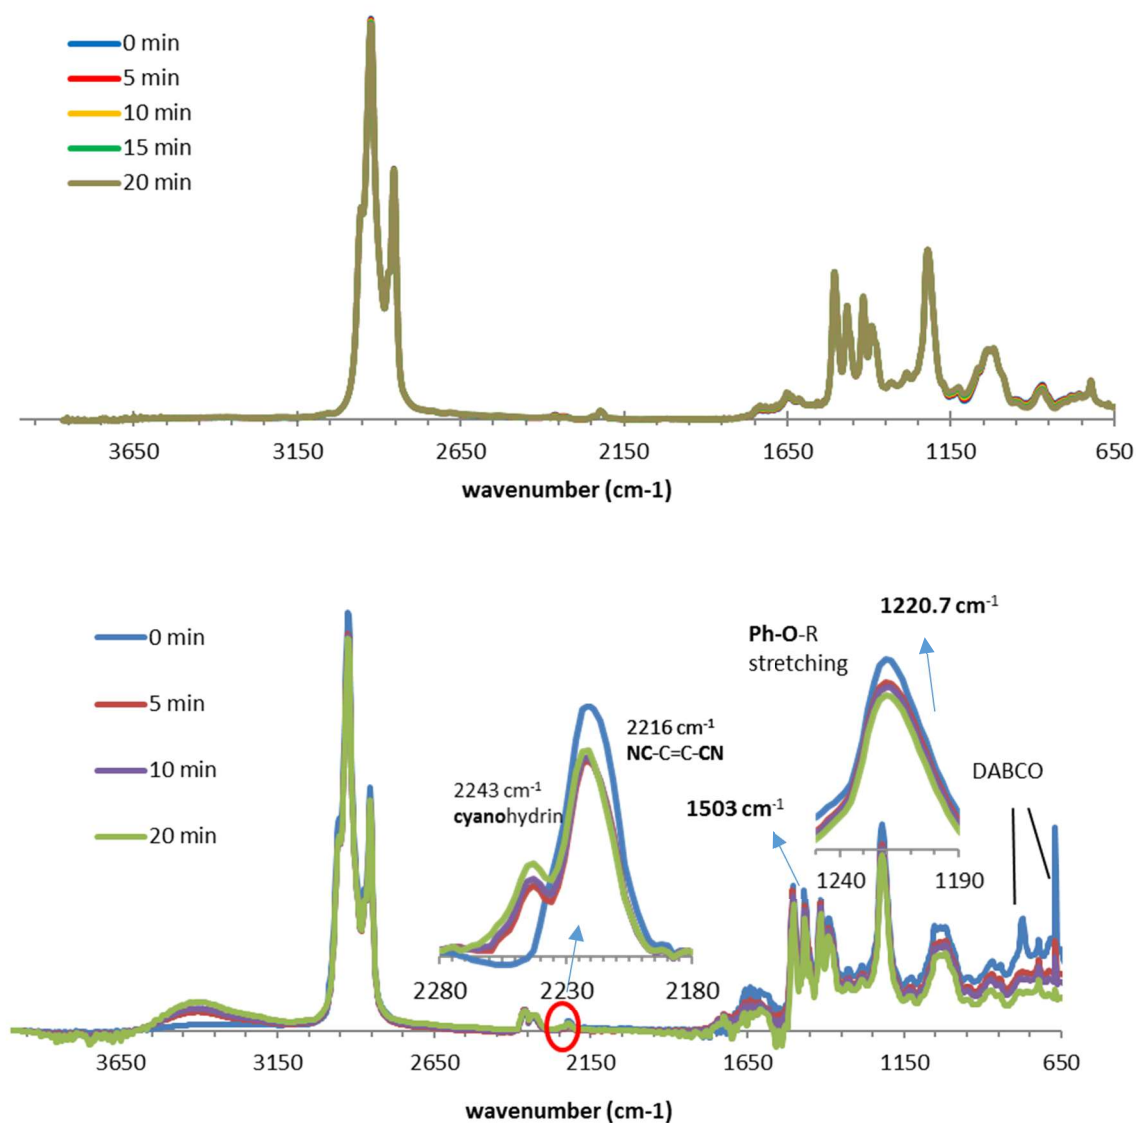 0 min
5 min
10 min
15 min
20 min
3650 3150 2650 2150 1650 1150 650
wavenumber (cm-1)
0 min
5 min
10 min
20 min
1220.7 cm-1
Ph-O-R
stretching
2216 cm-1
NC-C=C-CN
2243 cm-1
cyanohydrin
1503 cm-1
DABCO
1240 1190
2280 2230 2180
3650 3150 2650 2150 1650 1150 650
wavenumber (cm-1)